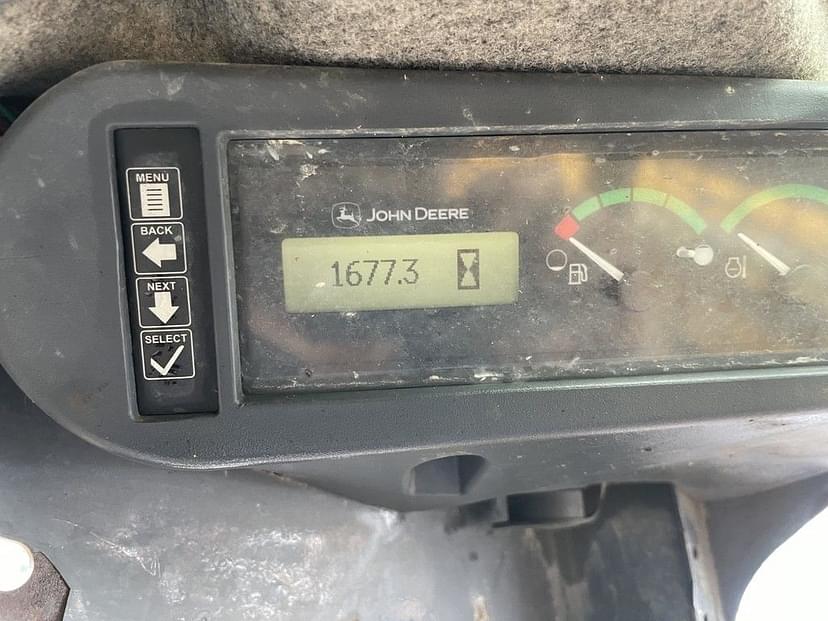 MENU
BACK
NEXT
SELECT
JOHN DEERE
1677.3